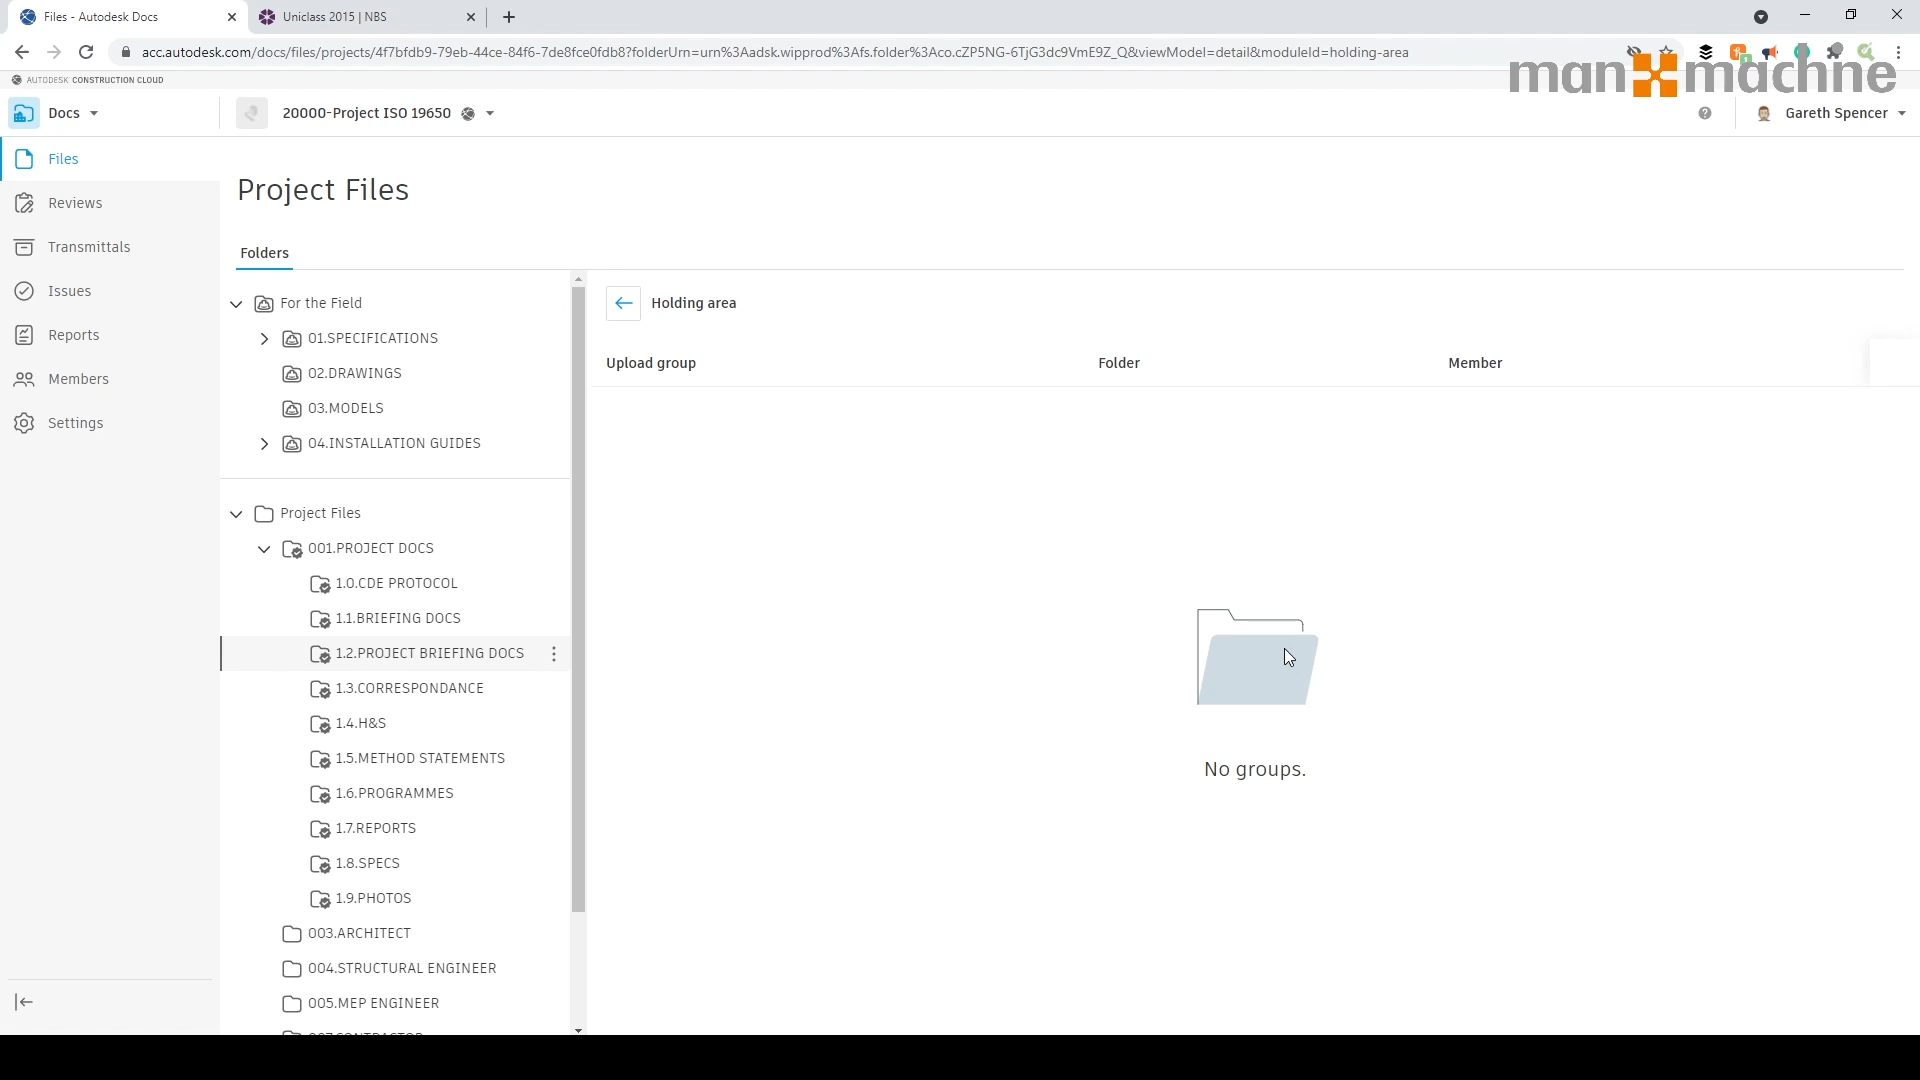 Files - Autodesk Docs
Uniclass 2015 | NBS
acc.autodesk.com/docs/files/projects/4f7bfdb9-79eb-44ce-84f6-7de8fce0fdb8?folderUrn=urn%3Aadsk.wipprod%3Afs.folder%3Aco.cZP5NG-6TjG3dc9VmE9Z_Q&viewModel=detail&moduleId=holding-area
AUTODESK CONSTRUCTION CLOUD
man machine
Docs
20000-Project ISO 19650
Gareth Spencer
Files
Reviews
Transmittals
Issues
Reports
Members
Settings
Project Files
Folders
For the Field
01.SPECIFICATIONS
02.DRAWINGS
03.MODELS
04.INSTALLATION GUIDES
Project Files
001.PROJECT DOCS
1.0.CDE PROTOCOL
1.1.BRIEFING DOCS
1.2.PROJECT BRIEFING DOCS
1.3.CORRESPONDANCE
1.4.H&S
1.5.METHOD STATEMENTS
1.6.PROGRAMMES
1.7.REPORTS
1.8.SPECS
1.9.PHOTOS
003.ARCHITECT
004.STRUCTURAL ENGINEER
005.MEP ENGINEER
Holding area
Upload group
Folder
Member
No groups.